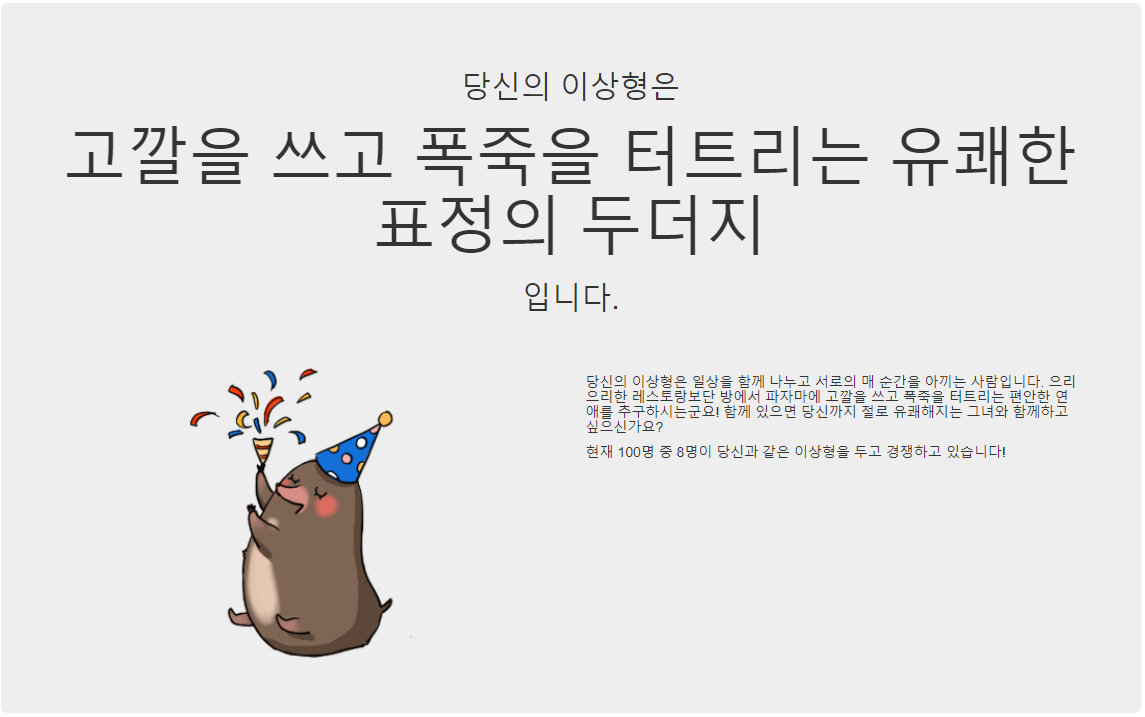 당신의 이상형은
고깔을 쓰고 폭죽을 터트리는 유쾌한
표정의 두더지
입니다.
당신의 이상형은 일상을 함께 나누고 서로의 매 순간을 아끼는 사람입니다. 으리
으리한 레스토랑보단 방에서 파자마에 고깔을 쓰고 폭죽을 터트리는 편안한 연
애를 추구하시는군요! 함께 있으면 당신까지 절로 유쾌해지는 그녀와 함께하고
싶으신가요?
현재 100명 중 8명이 당신과 같은 이상형을 두고 경쟁하고 있습니다!